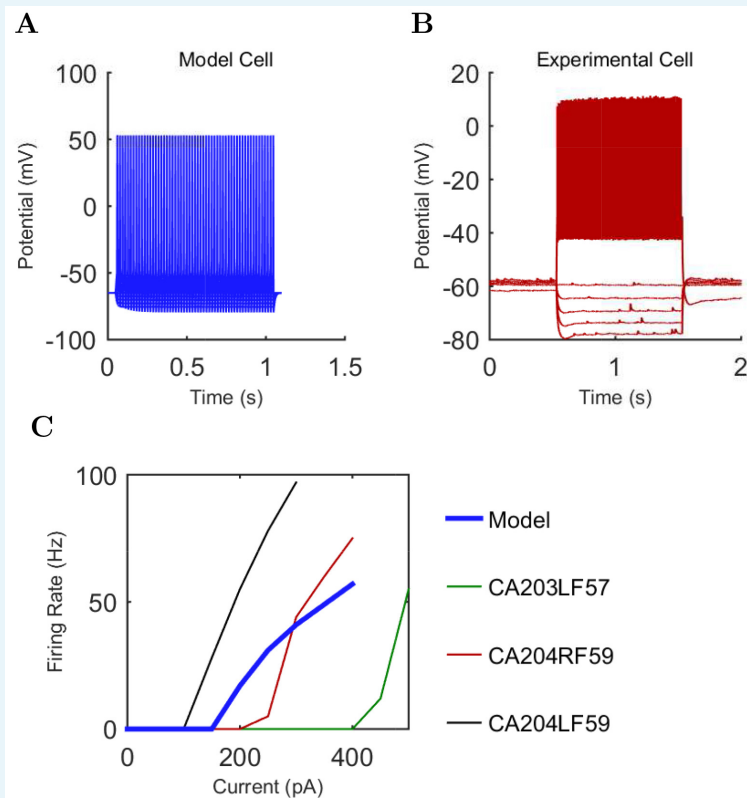 A
Model Cell
100
50
0
-50
-100
Potential (mV)
0
0.5
1
1.5
Time (s)
B
Experimental Cell
20
0
-20
-40
-60
-80
Potential (mV)
0
1
2
Time (s)
C
100
50
0
Firing Rate (Hz)
0
200
400
Current (pA)
Model
CA203LF57
CA204RF59
CA204LF59